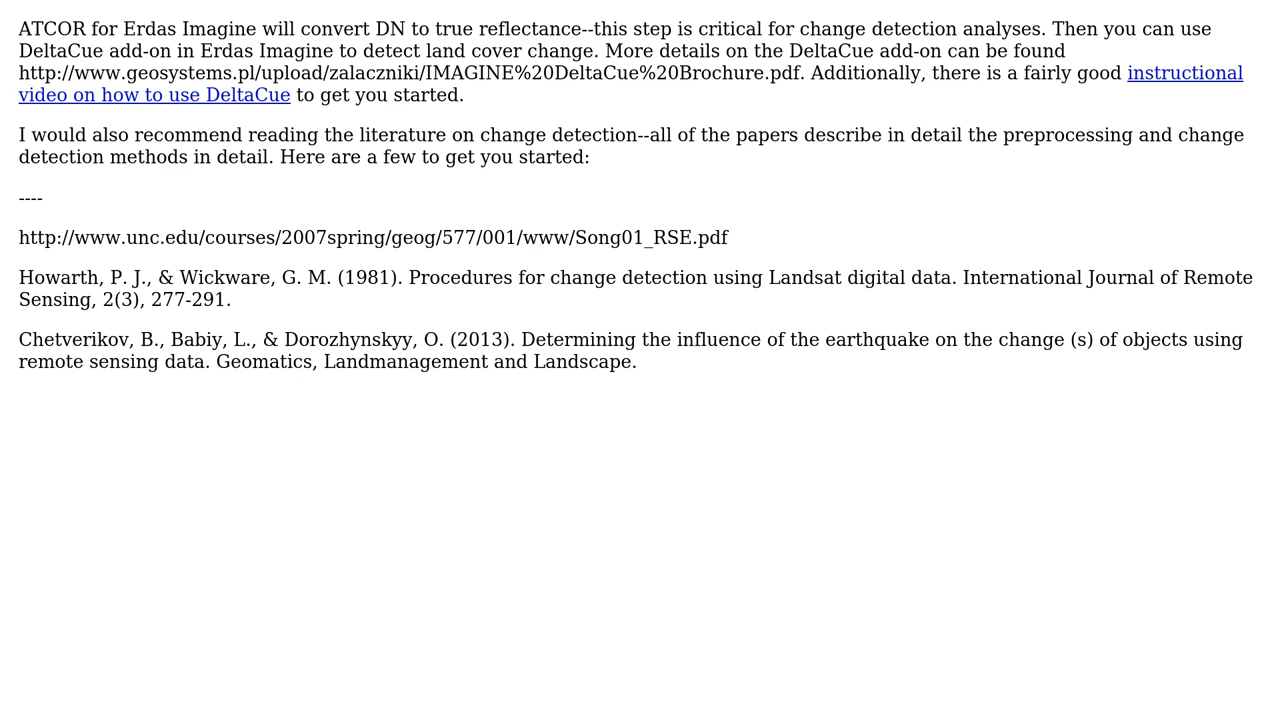 ATCOR for Erdas Imagine will convert DN to true reflectance--this step is critical for change detection analyses. Then you can use
DeltaCue add-on in Erdas Imagine to detect land cover change. More details on the DeltaCue add-on can be found
http://www.geosystems.pl/upload/zalaczniki/IMAGINE%20DeltaCue%20Brochure.pdf. Additionally, there is a fairly good instructional
video on how to use DeltaCue to get you started.
I would also recommend reading the literature on change detection--all of the papers describe in detail the preprocessing and change
detection methods in detail. Here are a few to get you started:
----
http://www.unc.edu/courses/2007spring/geog/577/001/www/Song01_RSE.pdf
Howarth, P. J., & Wickware, G. M. (1981). Procedures for change detection using Landsat digital data. International Journal of Remote
Sensing, 2(3), 277-291.
Chetverikov, B., Babiy, L., & Dorozhynskyy, O. (2013). Determining the influence of the earthquake on the change (s) of objects using
remote sensing data. Geomatics, Landmanagement and Landscape.